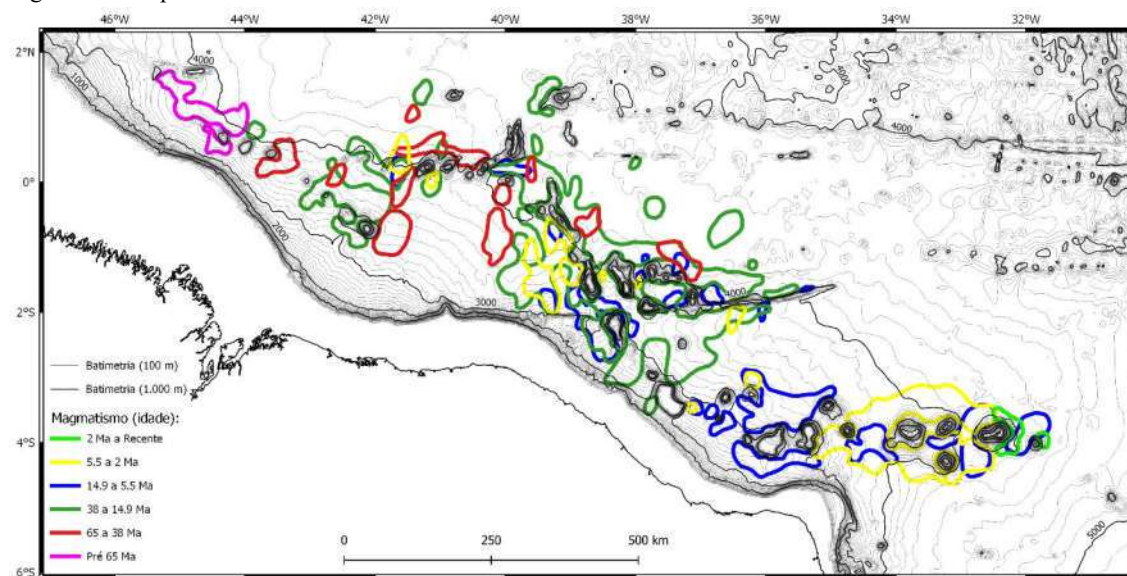 46°W 44°W 42°W 40°W 38°W 36°W 34°W 32°W
2°N
0°
2°S
4°S
6°S
1000
4000
4000
4000
4000
2000
3000
4000
5000
Batimetria (100 m)
Batimetria (1.000 m)
Magmatismo (idade):
2 Ma a Recente
5.5 a 2 Ma
14.9 a 5.5 Ma
38 a 14.9 Ma
65 a 38 Ma
Pré 65 Ma
0 250 500 km